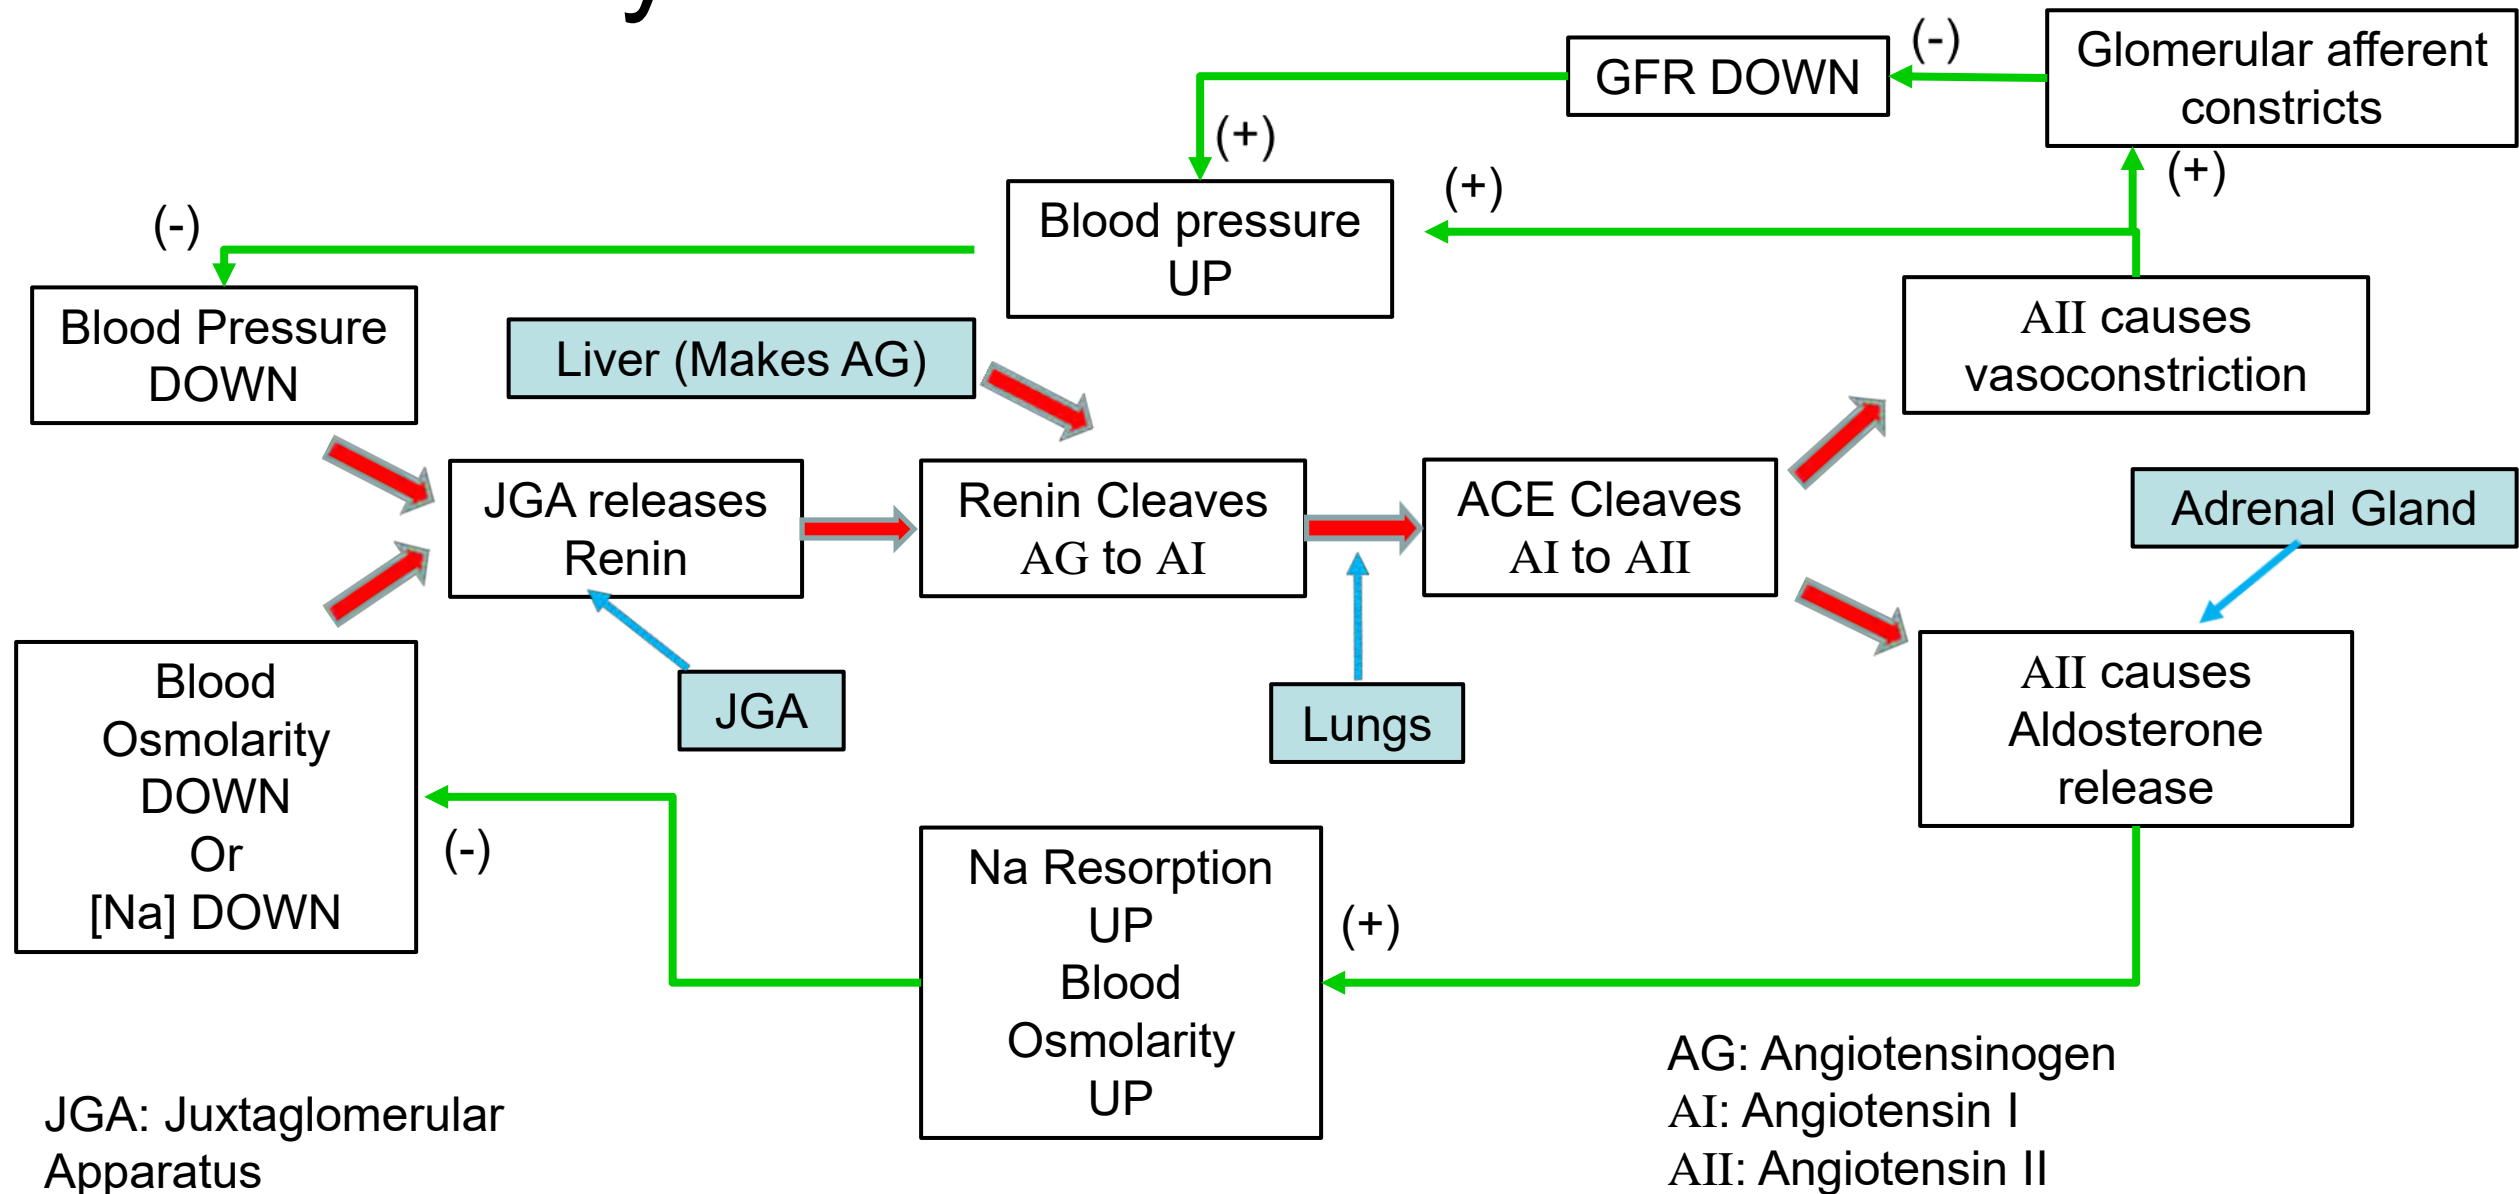 GFR DOWN
(-)
Glomerular afferent
constricts
(+)
(+)
(+)
(-)
Blood pressure
UP
Blood Pressure
DOWN
Liver (Makes AG)
AII causes
vasoconstriction
JGA releases
Renin
Renin Cleaves
AG to AI
ACE Cleaves
AI to AII
Adrenal Gland
Blood
Osmolarity
DOWN
Or
[Na] DOWN
JGA
Lungs
AII causes
Aldosterone
release
(-)
Na Resorption
UP
Blood
Osmolarity
UP
(+)
JGA: Juxtaglomerular
Apparatus
AG: Angiotensinogen
AI: Angiotensin I
AII: Angiotensin II